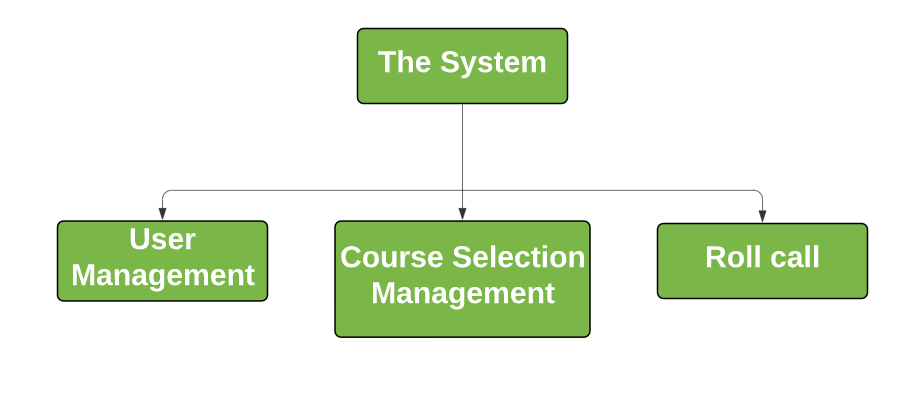 The System
User
Management
Course Selection
Management
Roll call